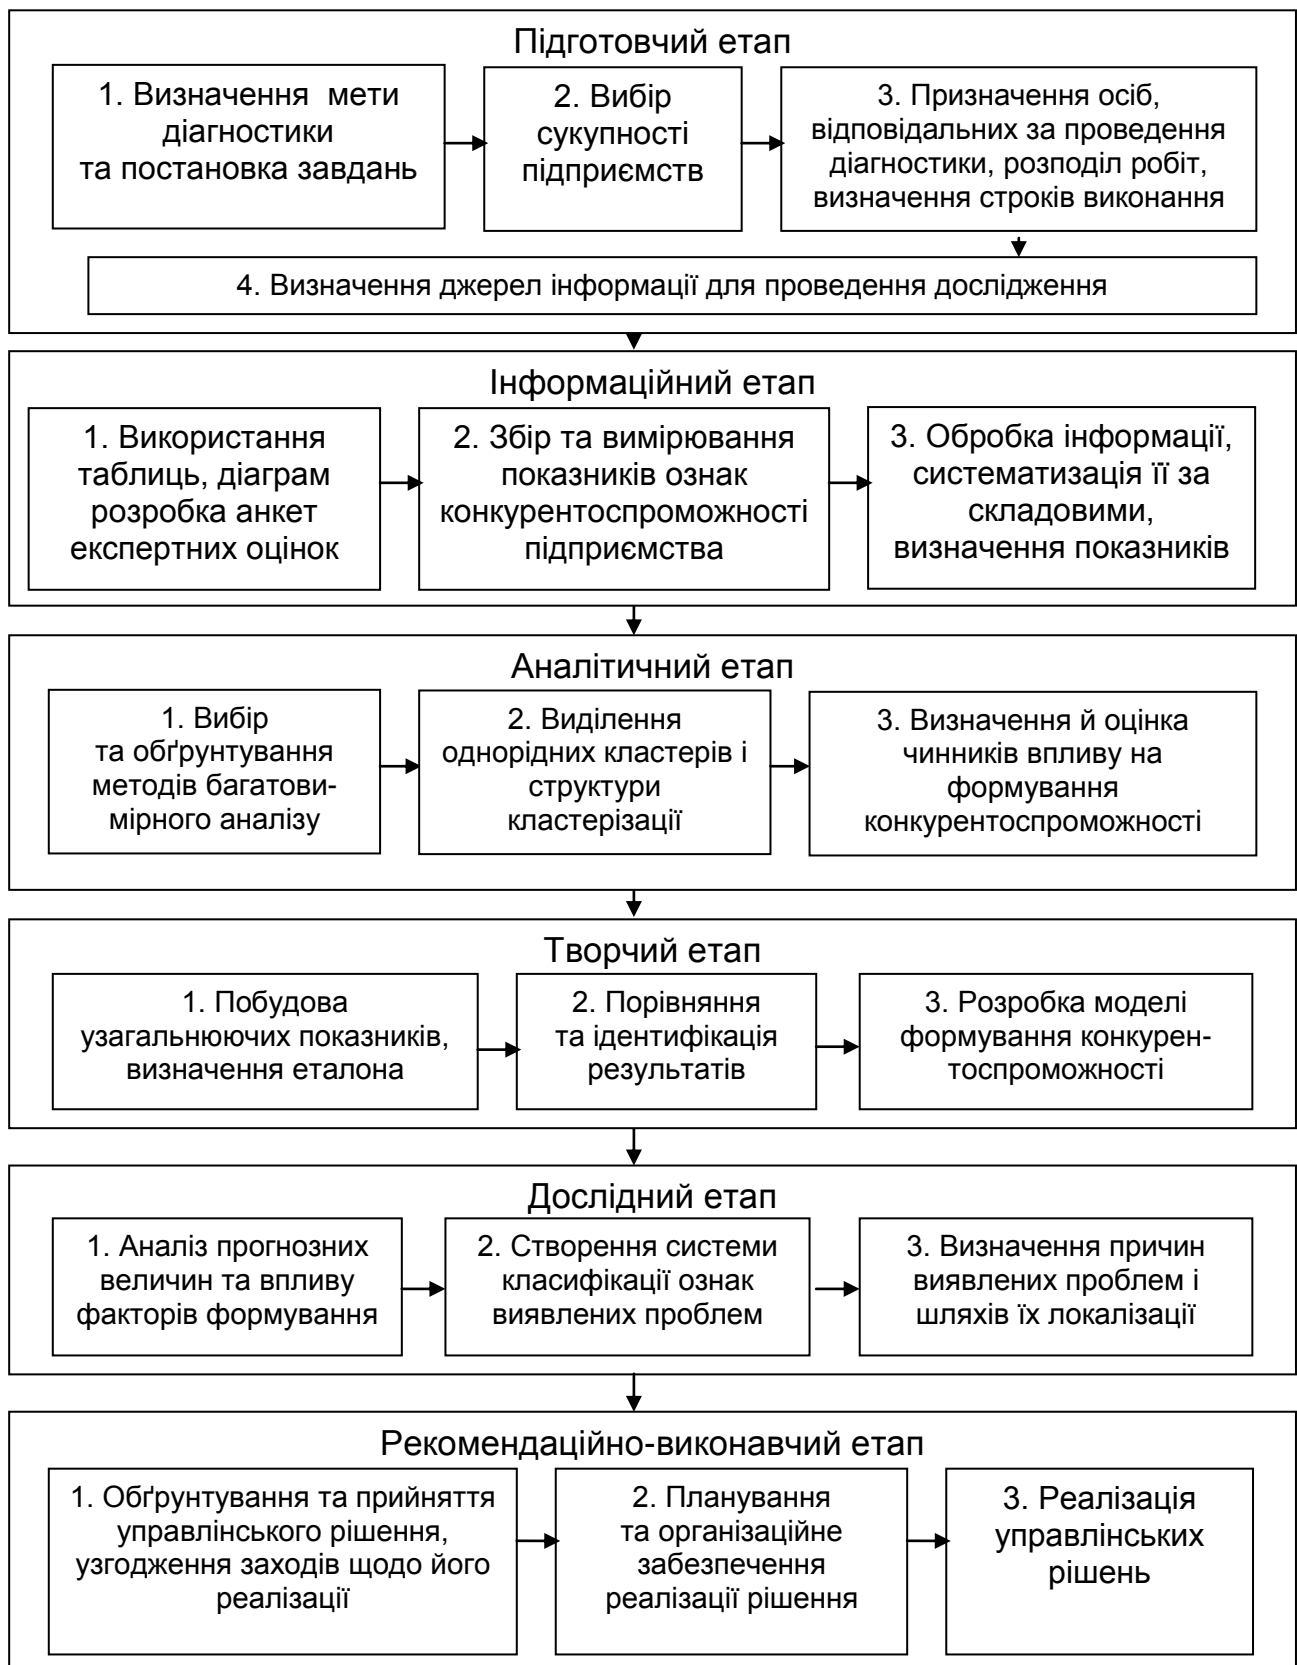 Підготовчий етап
1. Визначення мети
діагностики
та постановка завдань
2. Вибір
сукупності
підприємств
3. Призначення осіб,
відповідальних за проведення
діагностики, розподіл робіт,
визначення строків виконання
4. Визначення джерел інформації для проведення дослідження
Інформаційний етап
1. Використання
таблиць, діаграм
розробка анкет
експертних оцінок
2. Збір та вимірювання
показників ознак
конкурентоспроможності
підприємства
3. Обробка інформації,
систематизація її за
складовими,
визначення показників
Аналітичний етап
1. Вибір
та обґрунтування
методів багатови-
мірного аналізу
2. Виділення
однорідних кластерів і
структури
кластерізації
3. Визначення й оцінка
чинників впливу на
формування
конкурентоспроможності
Творчий етап
1. Побудова
узагальнюючих показників,
визначення еталона
2. Порівняння
та ідентифікація
результатів
3. Розробка моделі
формування конкурен-
тоспроможності
Дослідний етап
1. Аналіз прогнозних
величин та впливу
факторів формування
2. Створення системи
класифікації ознак
виявлених проблем
3. Визначення причин
виявлених проблем і
шляхів їх локалізації
Рекомендаційно-виконавчий етап
1. Обґрунтування та прийняття
управлінського рішення,
узгодження заходів щодо його
реалізації
2. Планування
та організаційне
забезпечення
реалізації рішення
3. Реалізація
управлінських
рішень